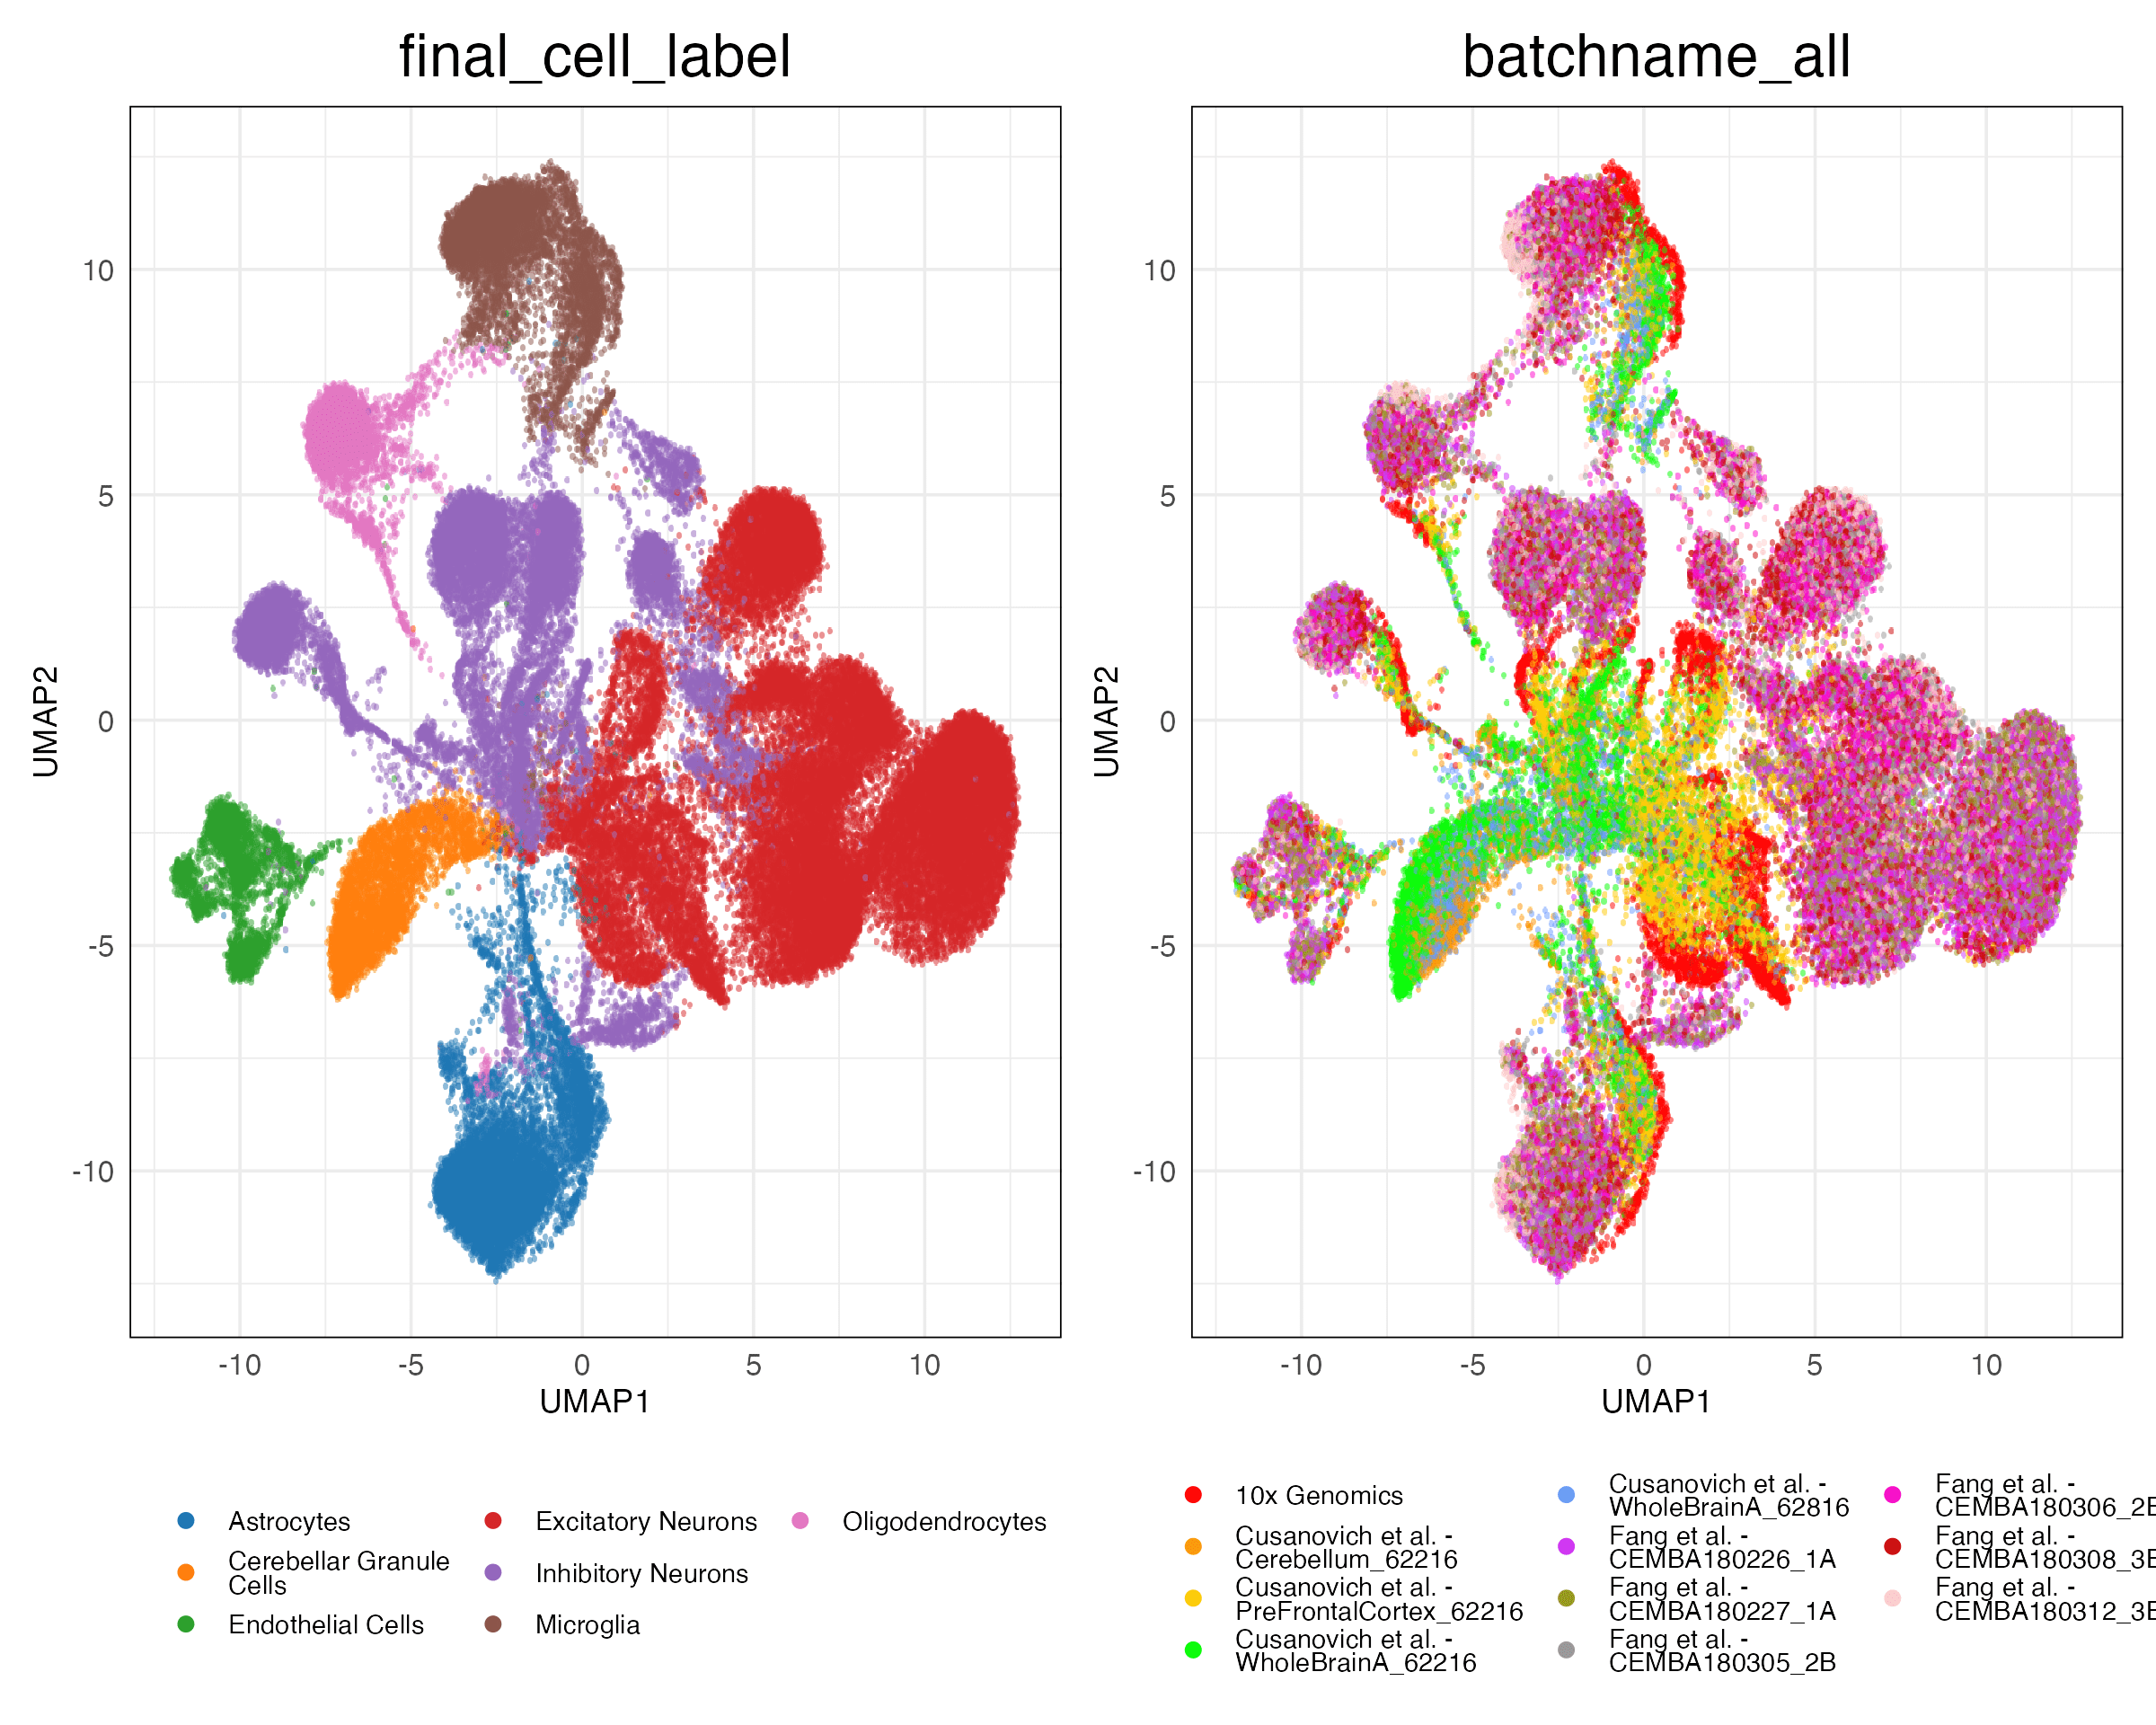 final_cell_label
batchname_all
UMAP2
10
5
0
-5
-10
-10
-5
0
5
10
UMAP1
UMAP2
10
5
0
-5
-10
-10
-5
0
5
10
UMAP1
Astrocytes
Cerebellar Granule
Cells
Endothelial Cells
Excitatory Neurons
Inhibitory Neurons
Microglia
Oligodendrocytes
10x Genomics
Cusanovich et al. -
Cerebellum_62216
Cusanovich et al. -
PreFrontalCortex_62216
Cusanovich et al. -
WholeBrainA_62216
Cusanovich et al. -
WholeBrainA_62816
Fang et al. -
CEMBA180226_1A
Fang et al. -
CEMBA180227_1A
Fang et al. -
CEMBA180305_2B
Fang et al. -
CEMBA180306_2
Fang et al. -
CEMBA180308_3
Fang et al. -
CEMBA180312_3